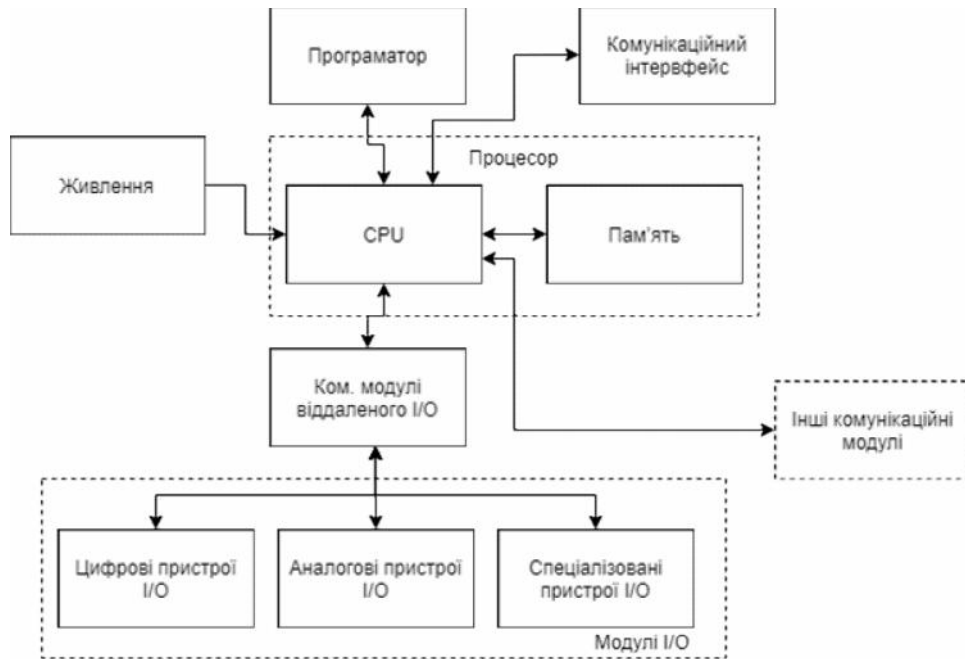 Програматор
Комунікаційний
інтервфейс
Процесор
Живлення
CPU
Пам'ять
Ком. модулі
віддаленого I/O
Інші комунікаційні
модулі
Цифрові пристрої
I/O
Аналогові пристрої
I/O
Спеціалізовані
пристрої I/O
Модулі I/O